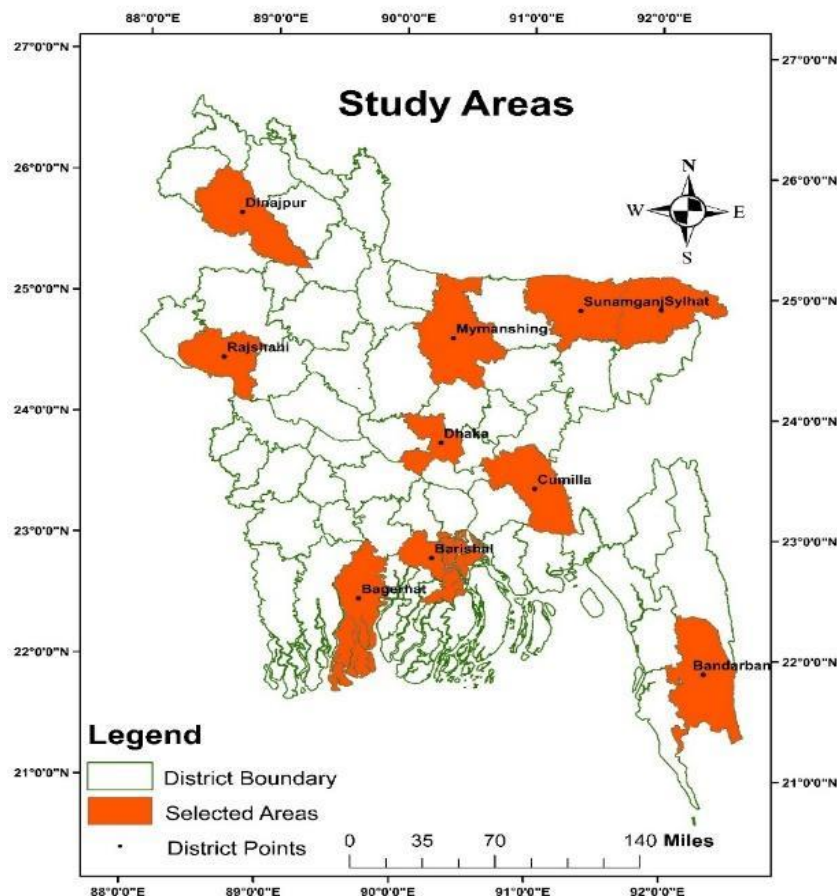 88°0'0"E 89°0'0"E 90°0'0"E 91°0'0"E 92°0'0"E
27°0'0"N
27°0'0"N
Study Areas
26°0'0"N
26°0'0"N
N
W E
S
Dinajpur
25°0'0"N
25°0'0"N
Sunamganj Sylhat
Mymanshing
Rajshahi
24°0'0"N
24°0'0"N
Dhaka
Cumilla
23°0'0"N
23°0'0"N
Barishal
Bagerhat
22°0'0"N
22°0'0"N
Bandarban
Legend
District Boundary
21°0'0"N
21°0'0"N
Selected Areas
District Points
0 35 70 140 Miles
88°0'0"E 89°0'0"E 90°0'0"E 91°0'0"E 92°0'0"E